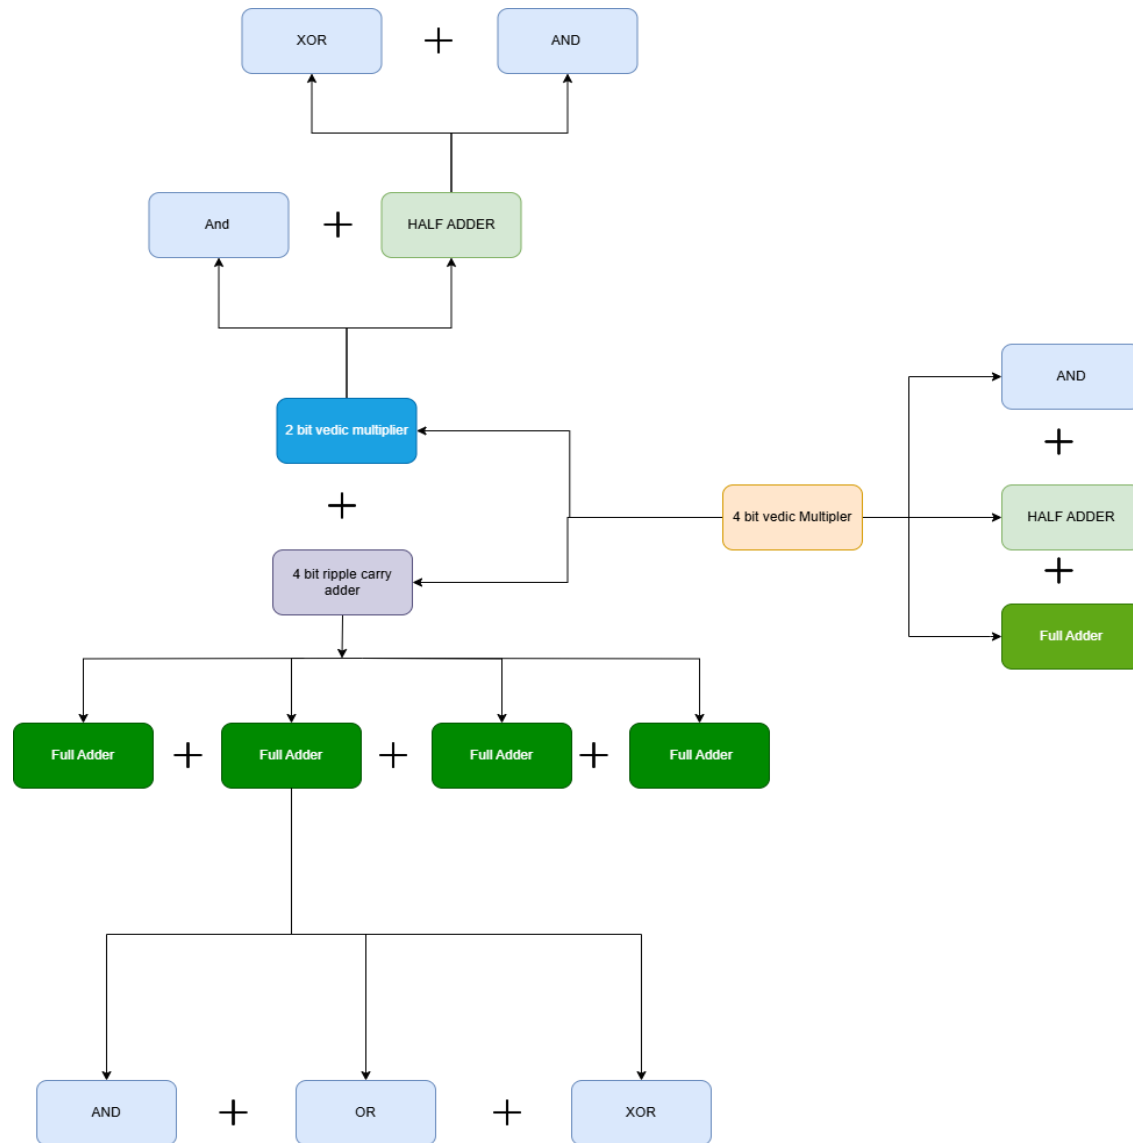 XOR
+
AND
And
+
HALF ADDER
AND
+
2 bit vedic multiplier
+
4 bit vedic Multipler
HALF ADDER
+
4 bit ripple carry
adder
Full Adder
Full Adder
+
Full Adder
+
Full Adder
+
Full Adder
AND
+
OR
+
XOR